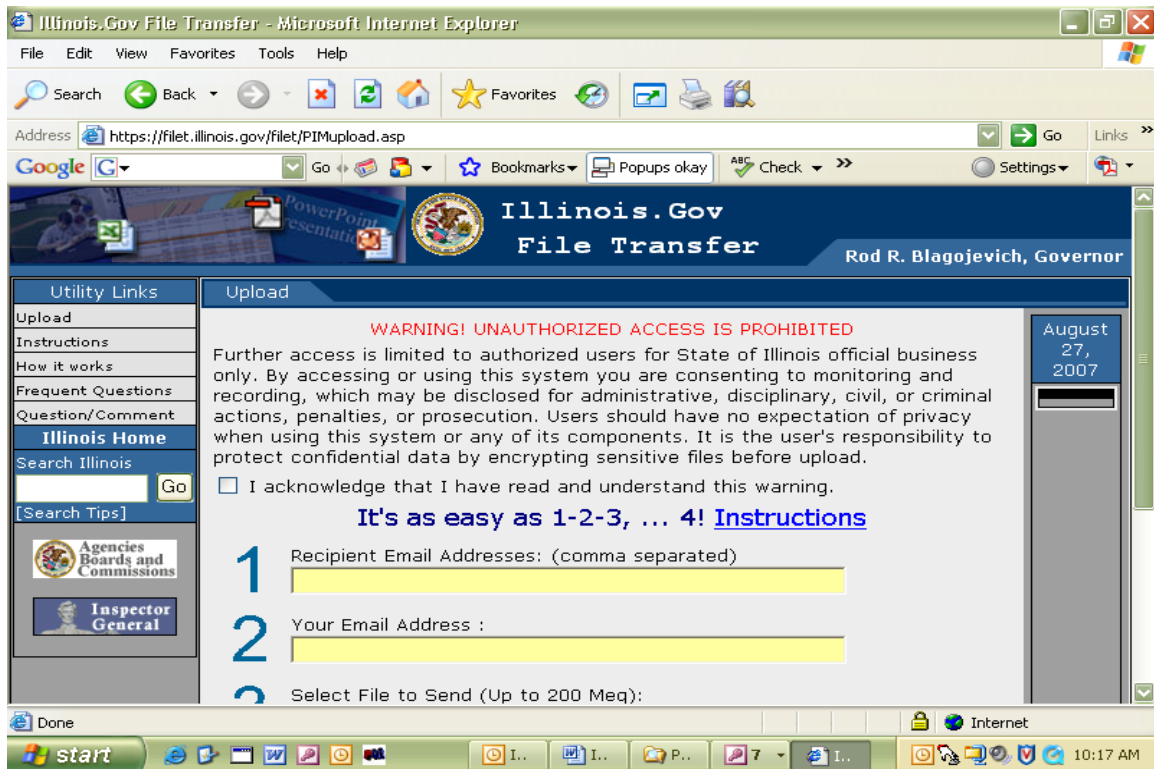 Illinois.Gov File Transfer - Microsoft Internet Explorer
File Edit View Favorites Tools Help
Search Back Favorites
Address https://filet.illinois.gov/filet/PIMupload.asp Go Links »
Google G Go Bookmarks Popups okay ABC Check » Settings
PowerPoint
Illinois.Gov
File Transfer
Rod R. Blagojevich, Governor
Utility Links
Upload
Instructions
How it works
Frequent Questions
Question/Comment
Illinois Home
Search Illinois
Go
[Search Tips]
Agencies
Boards and
Commissions
Inspector
General
Upload
WARNING! UNAUTHORIZED ACCESS IS PROHIBITED
Further access is limited to authorized users for State of Illinois official business
only. By accessing or using this system you are consenting to monitoring and
recording, which may be disclosed for administrative, disciplinary, civil, or criminal
actions, penalties, or prosecution. Users should have no expectation of privacy
when using this system or any of its components. It is the user's responsibility to
protect confidential data by encrypting sensitive files before upload.
I acknowledge that I have read and understand this warning.
It's as easy as 1-2-3, ... 4! Instructions
1 Recipient Email Addresses: (comma separated)
2 Your Email Address :
Select File to Send (Up to 200 Meg):
August
27,
2007
Done Internet
start I.. I.. P.. 7 I.. 10:17 AM